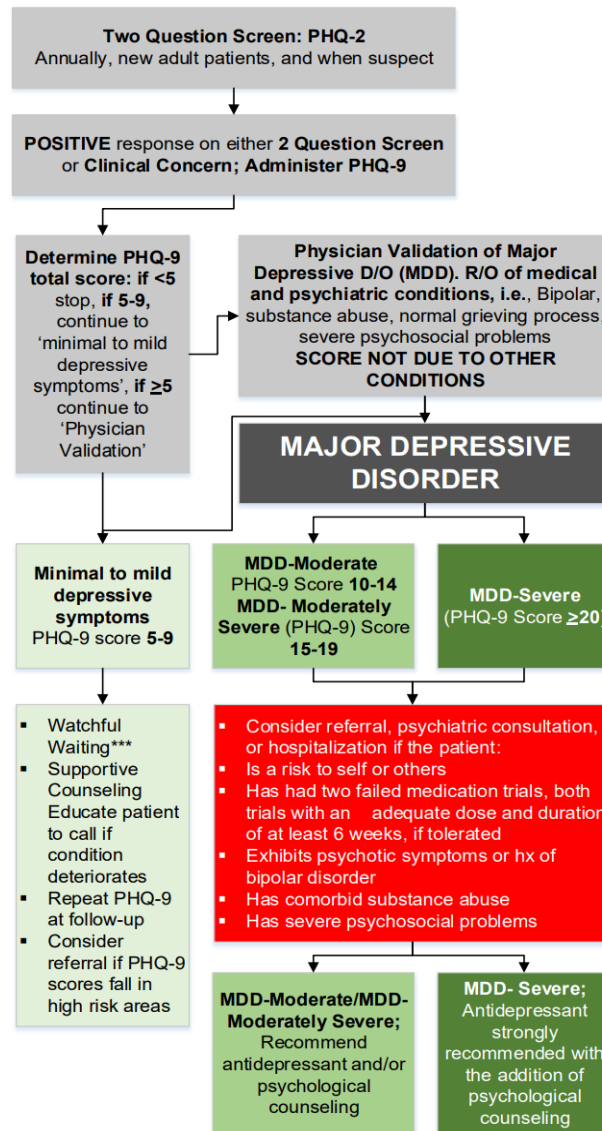 Two Question Screen: PHQ-2
Annually, new adult patients, and when suspect
POSITIVE response on either 2 Question Screen
or Clinical Concern; Administer PHQ-9
Determine PHQ-9
total score: if <5
stop, if 5-9,
continue to
‘minimal to mild
depressive
symptoms’, if ≥5
continue to
‘Physician
Validation’
Physician Validation of Major
Depressive D/O (MDD). R/O of medical
and psychiatric conditions, i.e., Bipolar,
substance abuse, normal grieving process,
severe psychosocial problems
SCORE NOT DUE TO OTHER
CONDITIONS
MAJOR DEPRESSIVE
DISORDER
Minimal to mild
depressive
symptoms
PHQ-9 score 5-9
MDD-Moderate
PHQ-9 Score 10-14
MDD- Moderately
Severe (PHQ-9) Score
15-19
MDD-Severe
(PHQ-9 Score ≥20)
▪ Watchful
Waiting***
▪ Supportive
Counseling
Educate patient
to call if
condition
deteriorates
▪ Repeat PHQ-9
at follow-up
▪ Consider
referral if PHQ-9
scores fall in
high risk areas
▪ Consider referral, psychiatric consultation,
or hospitalization if the patient:
▪ Is a risk to self or others
▪ Has had two failed medication trials, both
trials with an adequate dose and duration
of at least 6 weeks, if tolerated
▪ Exhibits psychotic symptoms or hx of
bipolar disorder
▪ Has comorbid substance abuse
▪ Has severe psychosocial problems
MDD-Moderate/MDD-
Moderately Severe;
Recommend
antidepressant and/or
psychological
counseling
MDD- Severe;
Antidepressant
strongly
recommended with
the addition of
psychological
counseling